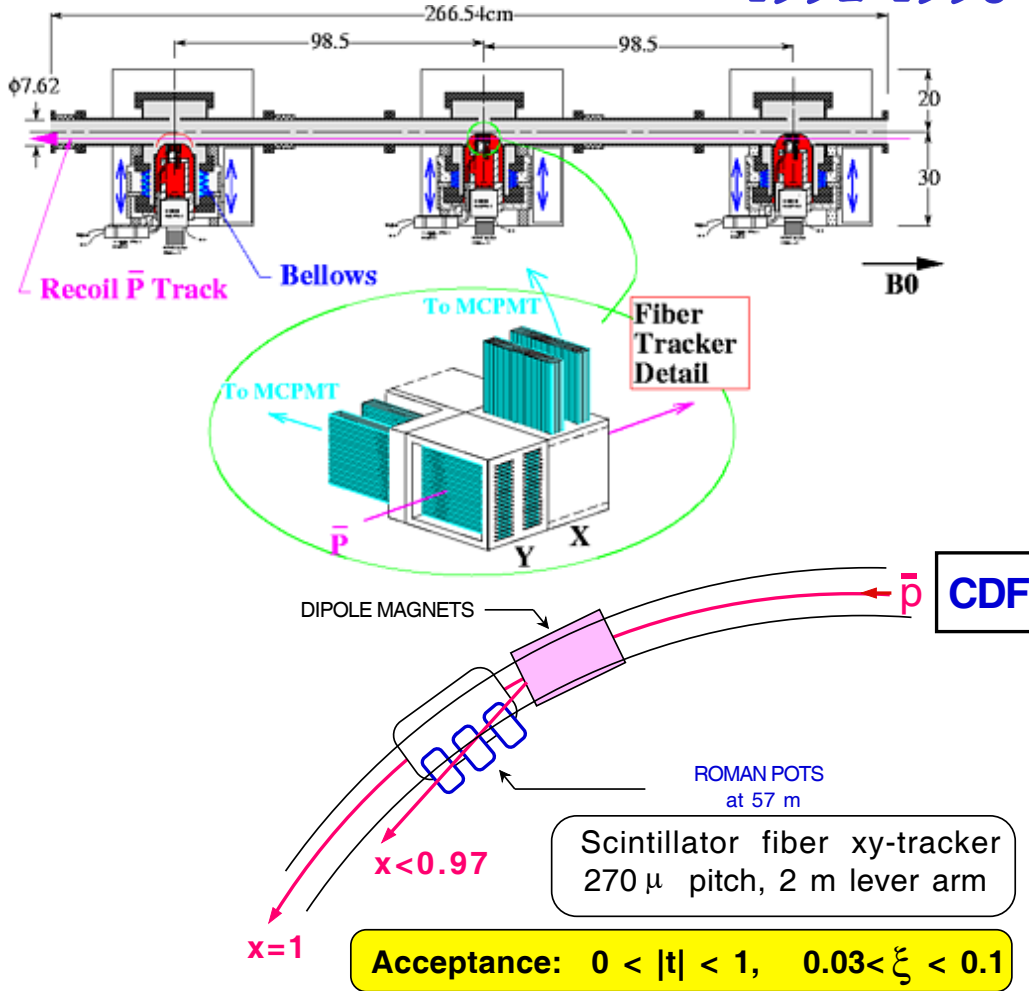 266.54cm
98.5
98.5
φ7.62
20
30
Recoil P̅ Track
Bellows
B0
To MCPMT
Fiber
Tracker
Detail
To MCPMT
P̅
Y
X
DIPOLE MAGNETS
p̅
CDF
ROMAN POTS
at 57 m
x<0.97
Scintillator fiber xy-tracker
270 μ pitch, 2 m lever arm
x=1
Acceptance: 0 < |t| < 1, 0.03< ξ < 0.1